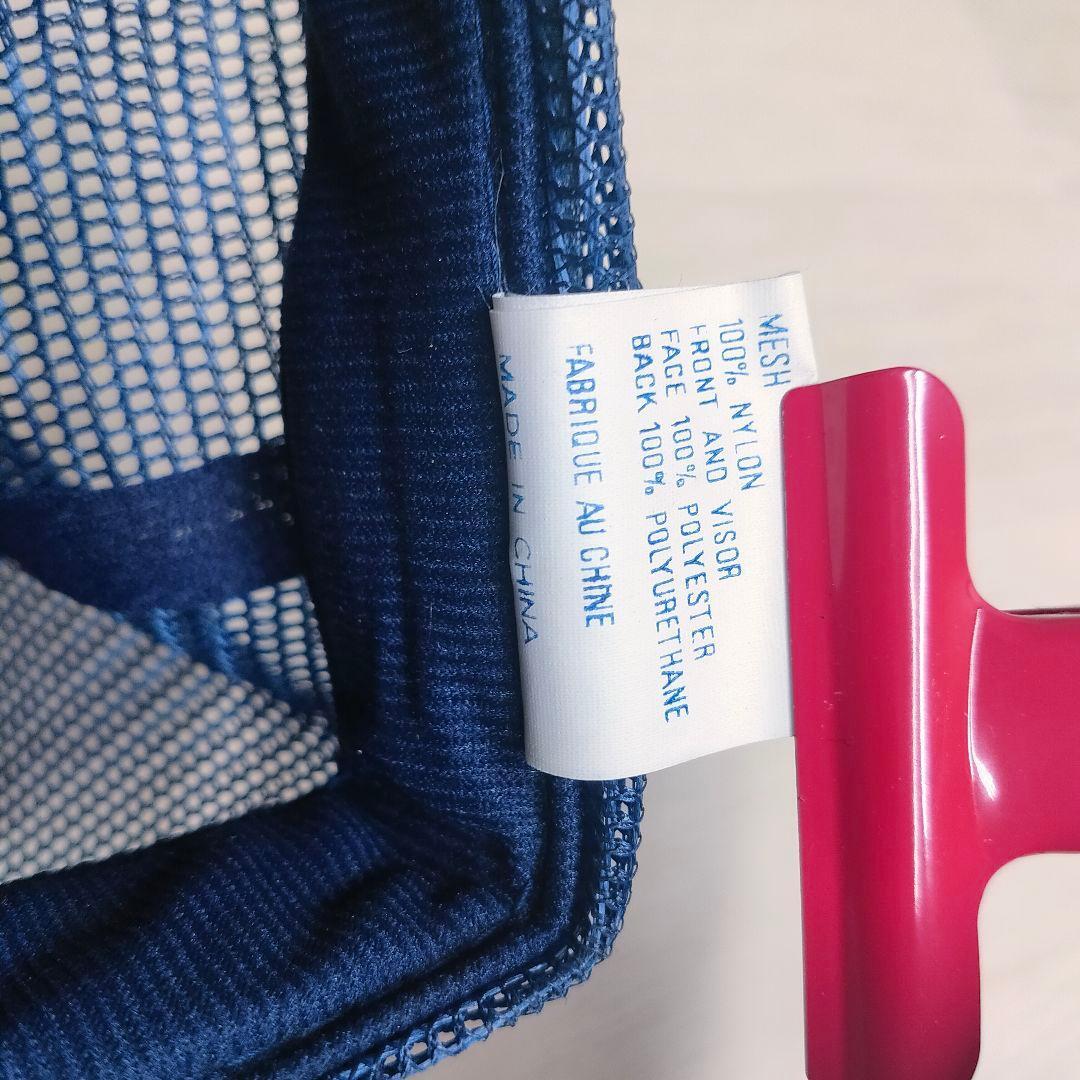 MESH
100% NYLON
FRONT AND VISOR
FACE 100% POLYESTER
BACK 100% POLYURETHANE
FABRIQUE AU CHINE
MADE IN CHINA